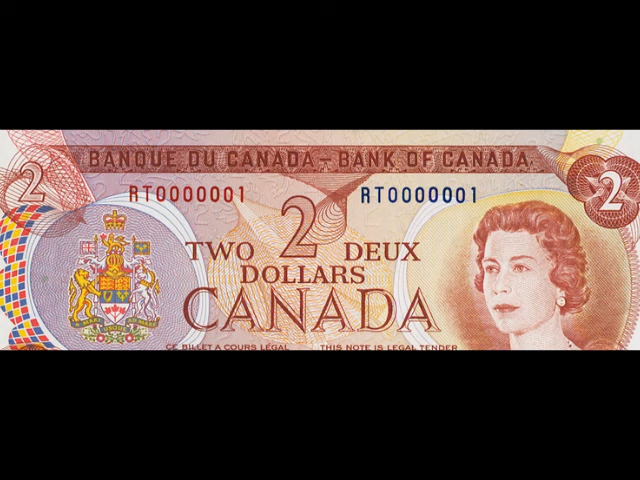 BANQUE DU CANADA – BANK OF CANADA
2 2
RT0000001 RT0000001
TWO 2 DEUX
DOLLARS
CANADA
CE BILLET A COURS LÉGAL THIS NOTE IS LEGAL TENDER